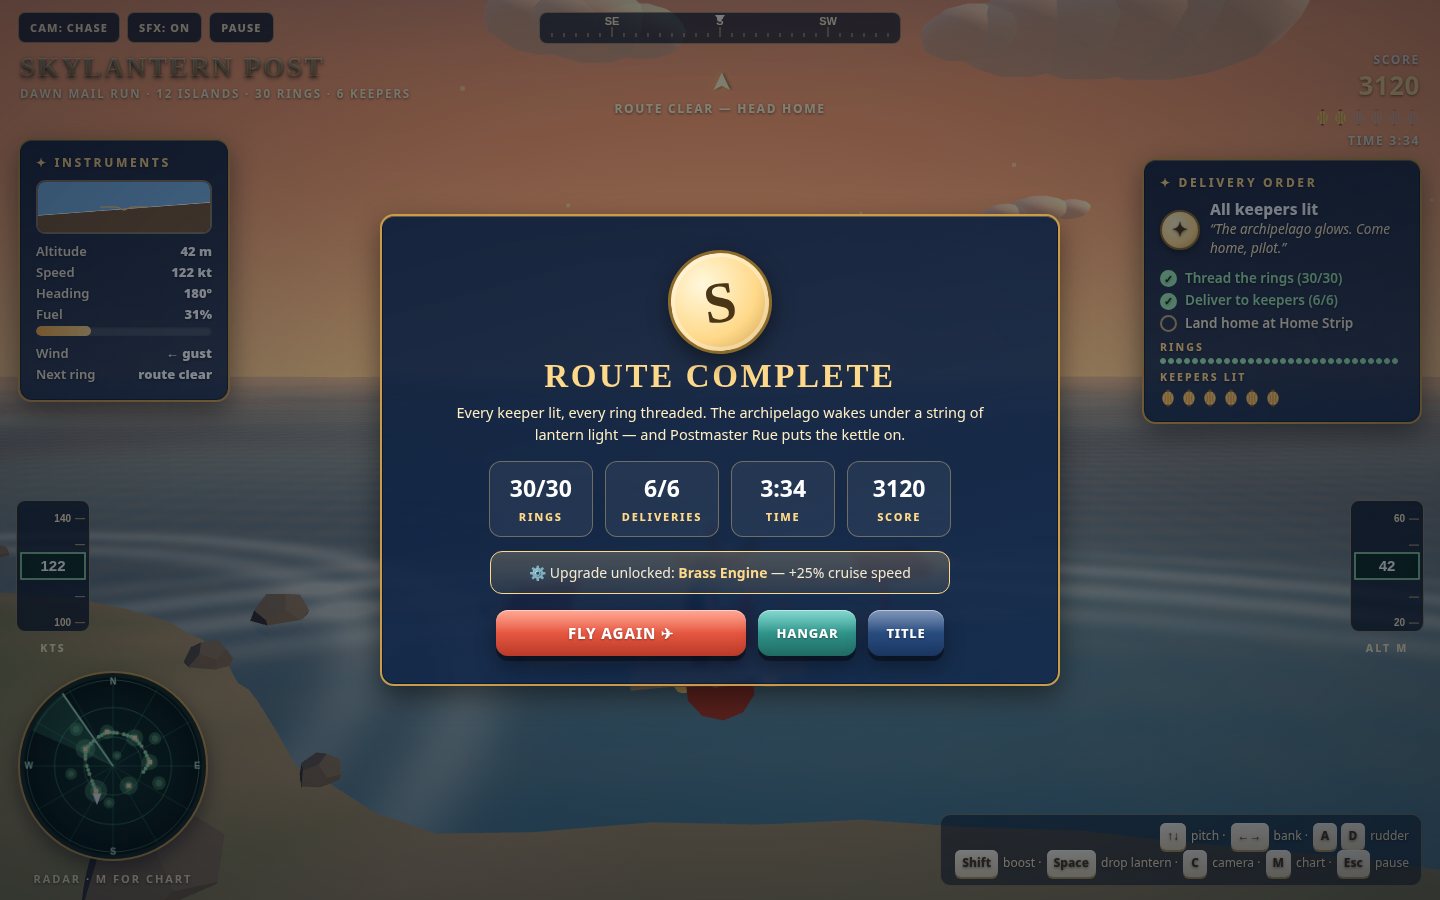 CAM: CHASE
SFX: ON
PAUSE
SE
S
SW
SKYLANTERN POST
DAWN MAIL RUN · 12 ISLANDS · 30 RINGS · 6 KEEPERS
ROUTE CLEAR — HEAD HOME
SCORE
3120
TIME 3:34
✦ INSTRUMENTS
Altitude 42 m
Speed 122 kt
Heading 180°
Fuel 31%
Wind ← gust
Next ring route clear
✦ DELIVERY ORDER
All keepers lit
“The archipelago glows. Come
home, pilot.”
Thread the rings (30/30)
Deliver to keepers (6/6)
Land home at Home Strip
RINGS
KEEPERS LIT
S
ROUTE COMPLETE
Every keeper lit, every ring threaded. The archipelago wakes under a string of
lantern light — and Postmaster Rue puts the kettle on.
30/30
RINGS
6/6
DELIVERIES
3:34
TIME
3120
SCORE
⚙️ Upgrade unlocked: Brass Engine — +25% cruise speed
FLY AGAIN ✈
HANGAR
TITLE
140
122
100
KTS
60
42
20
ALT M
N
W
E
S
RADAR · M FOR CHART
↑↓ pitch · ←→ bank · A D rudder
Shift boost · Space drop lantern · C camera · M chart · Esc pause